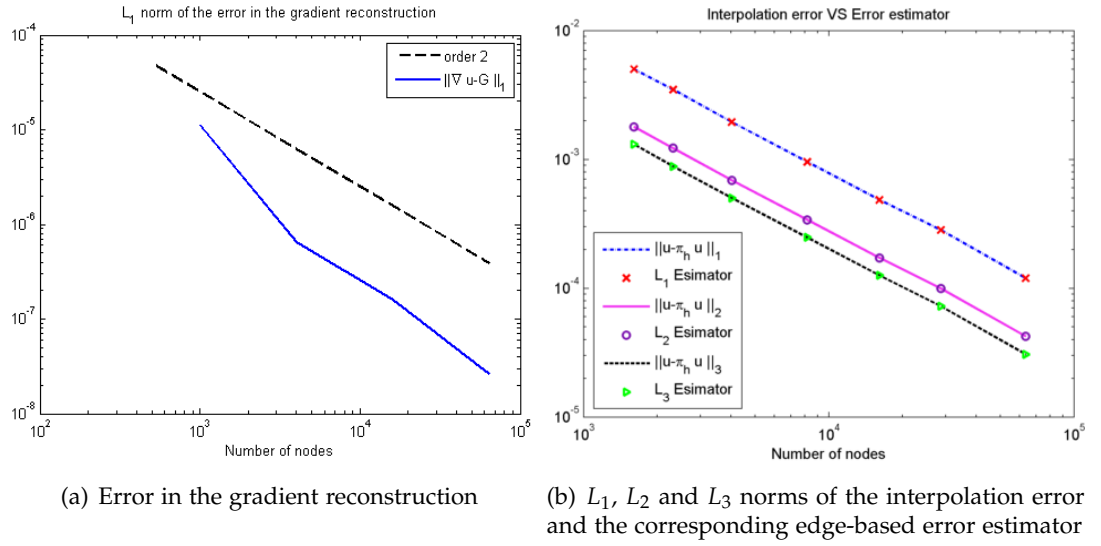 L₁ norm of the error in the gradient reconstruction
10⁻⁴
10⁻⁵
10⁻⁶
10⁻⁷
10⁻⁸
order 2
||∇ u-G ||₁
10² 10³ 10⁴ 10⁵
Number of nodes
(a) Error in the gradient reconstruction
Interpolation error VS Error estimator
10⁻²
10⁻³
10⁻⁴
10⁻⁵
||u-πₕ u ||₁
L₁ Esimator
||u-πₕ u ||₂
L₂ Esimator
||u-πₕ u ||₃
L₃ Esimator
10³ 10⁴ 10⁵
Number of nodes
(b) L₁, L₂ and L₃ norms of the interpolation error
and the corresponding edge-based error estimator